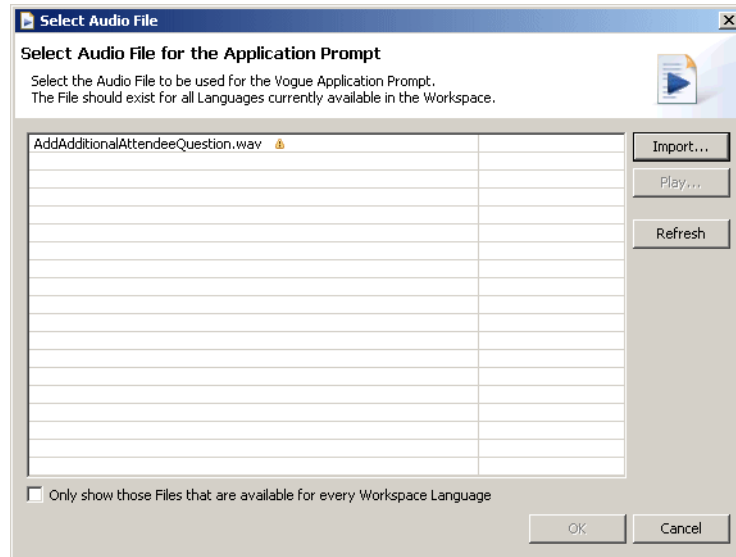 Select Audio File
Select Audio File for the Application Prompt
Select the Audio File to be used for the Vogue Application Prompt.
The File should exist for all Languages currently available in the Workspace.
AddAdditionalAttendeeQuestion.wav
Import...
Play...
Refresh
Only show those Files that are available for every Workspace Language
OK
Cancel